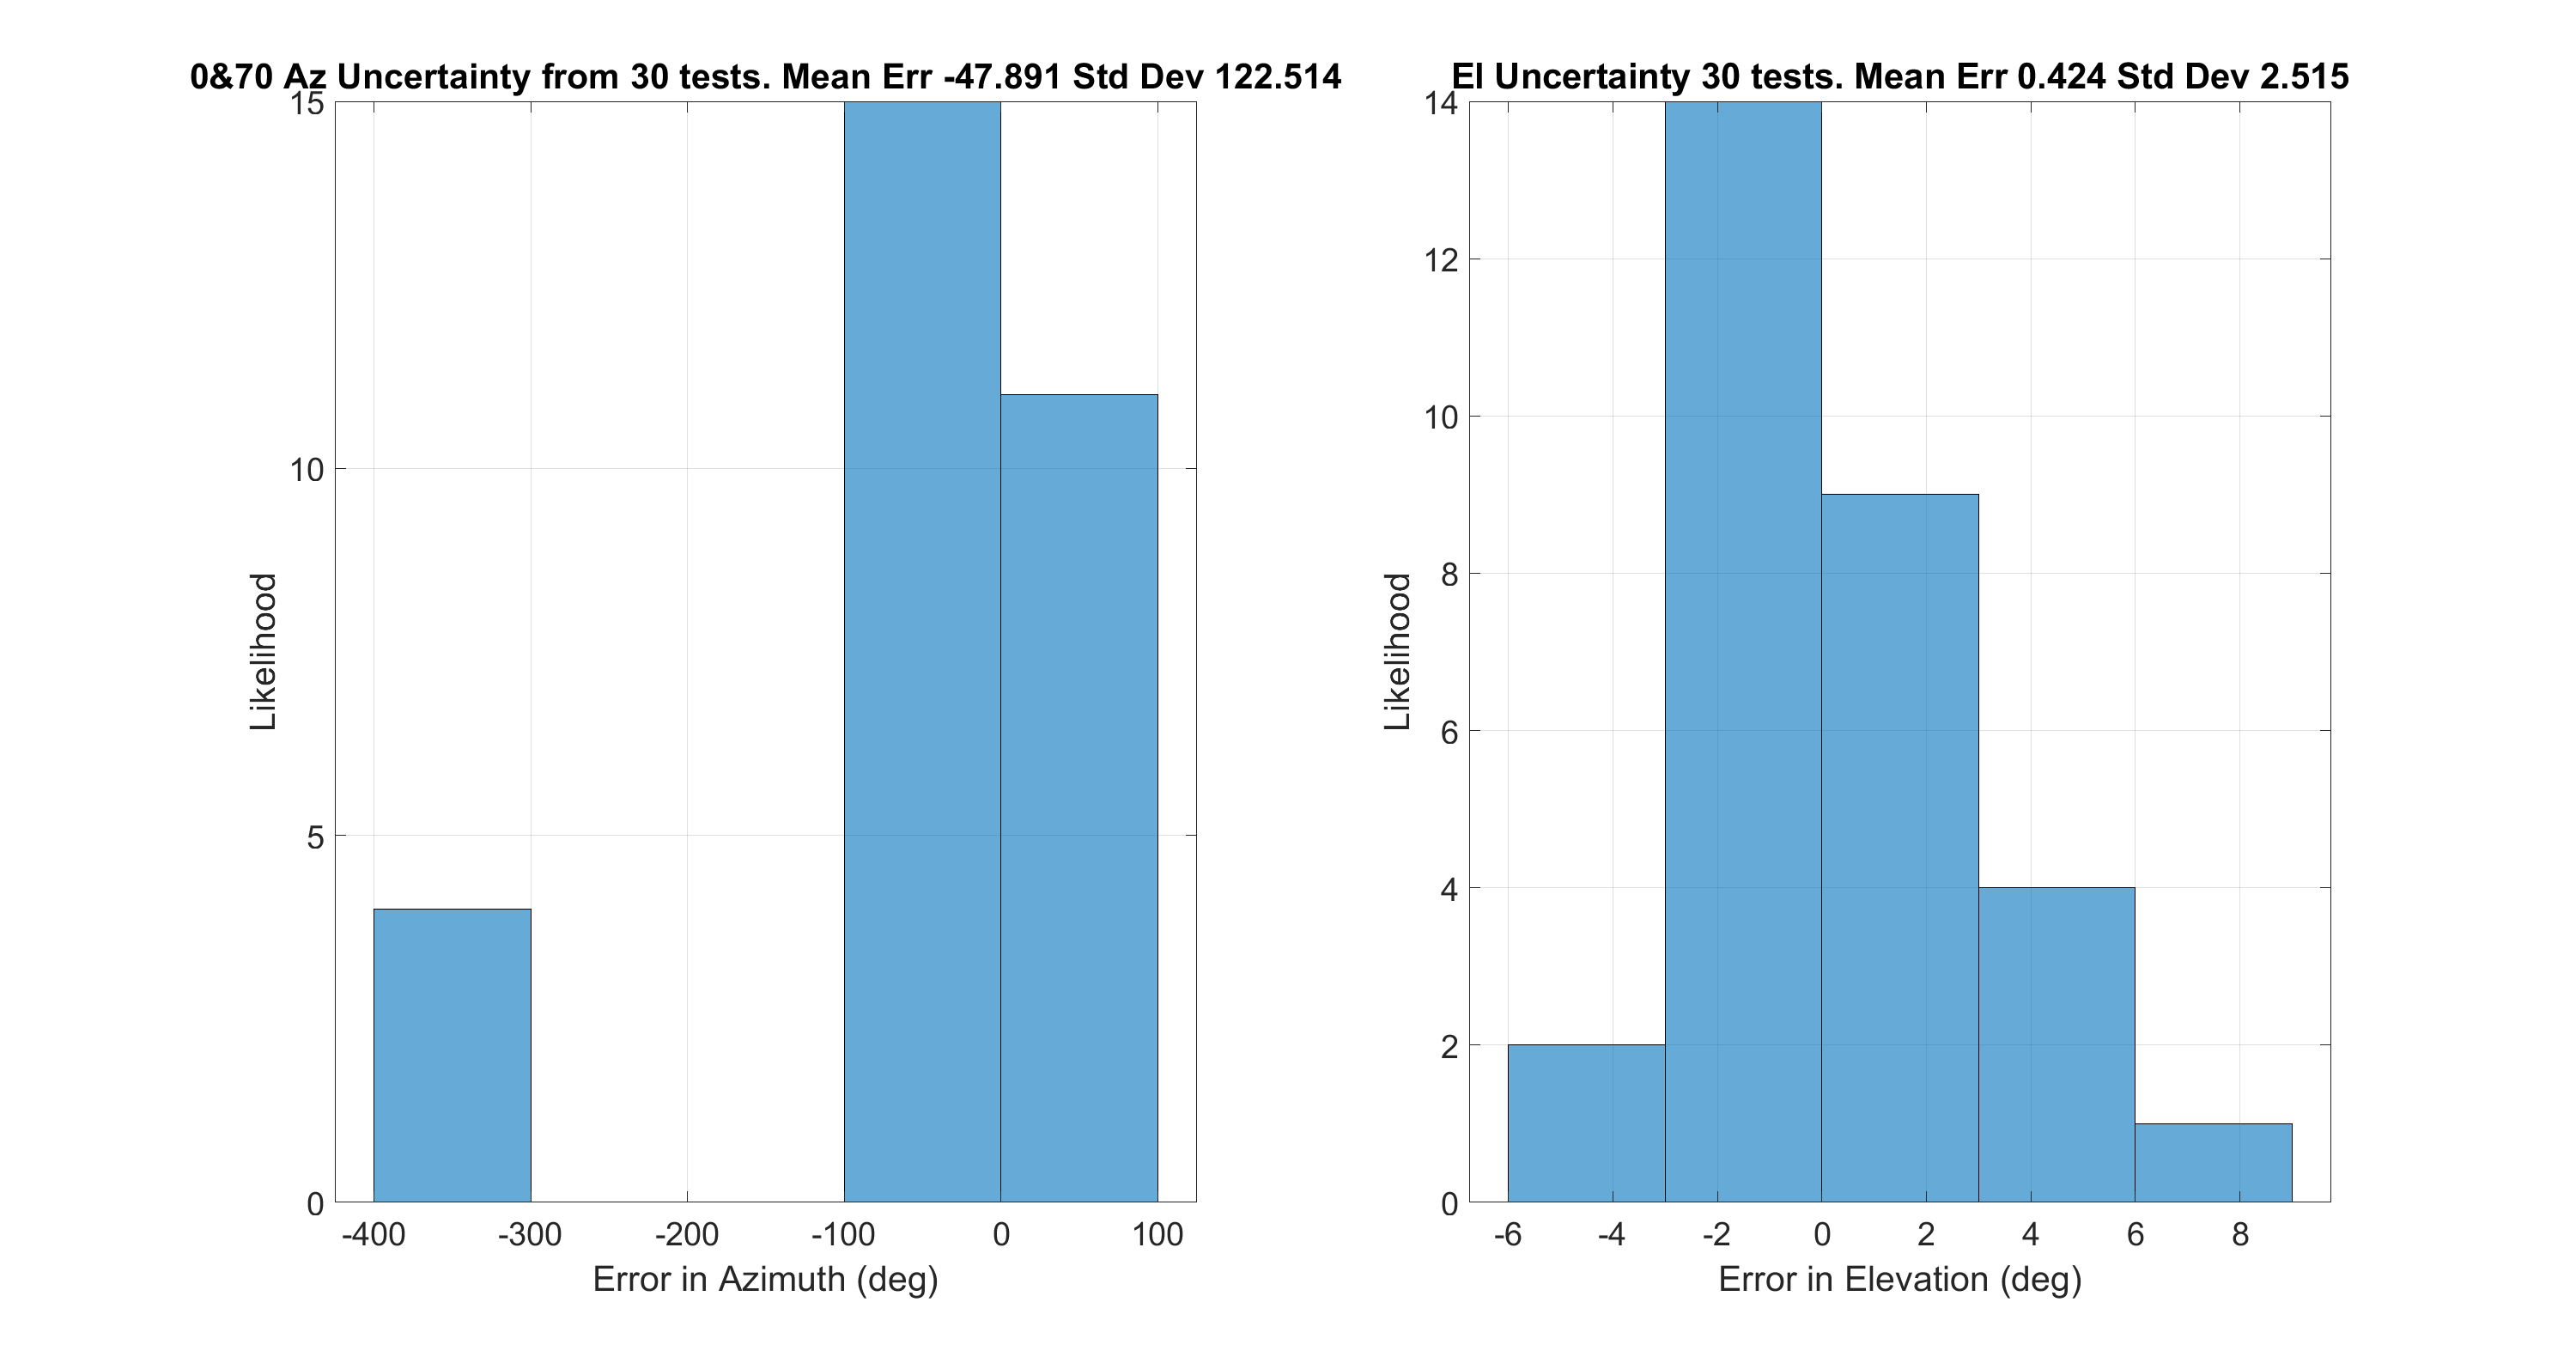 0&70 Az Uncertainty from 30 tests. Mean Err -47.891 Std Dev 122.514
15
10
5
0
Likelihood
-400 -300 -200 -100 0 100
Error in Azimuth (deg)
El Uncertainty 30 tests. Mean Err 0.424 Std Dev 2.515
14
12
10
8
6
4
2
0
Likelihood
-6 -4 -2 0 2 4 6 8
Error in Elevation (deg)